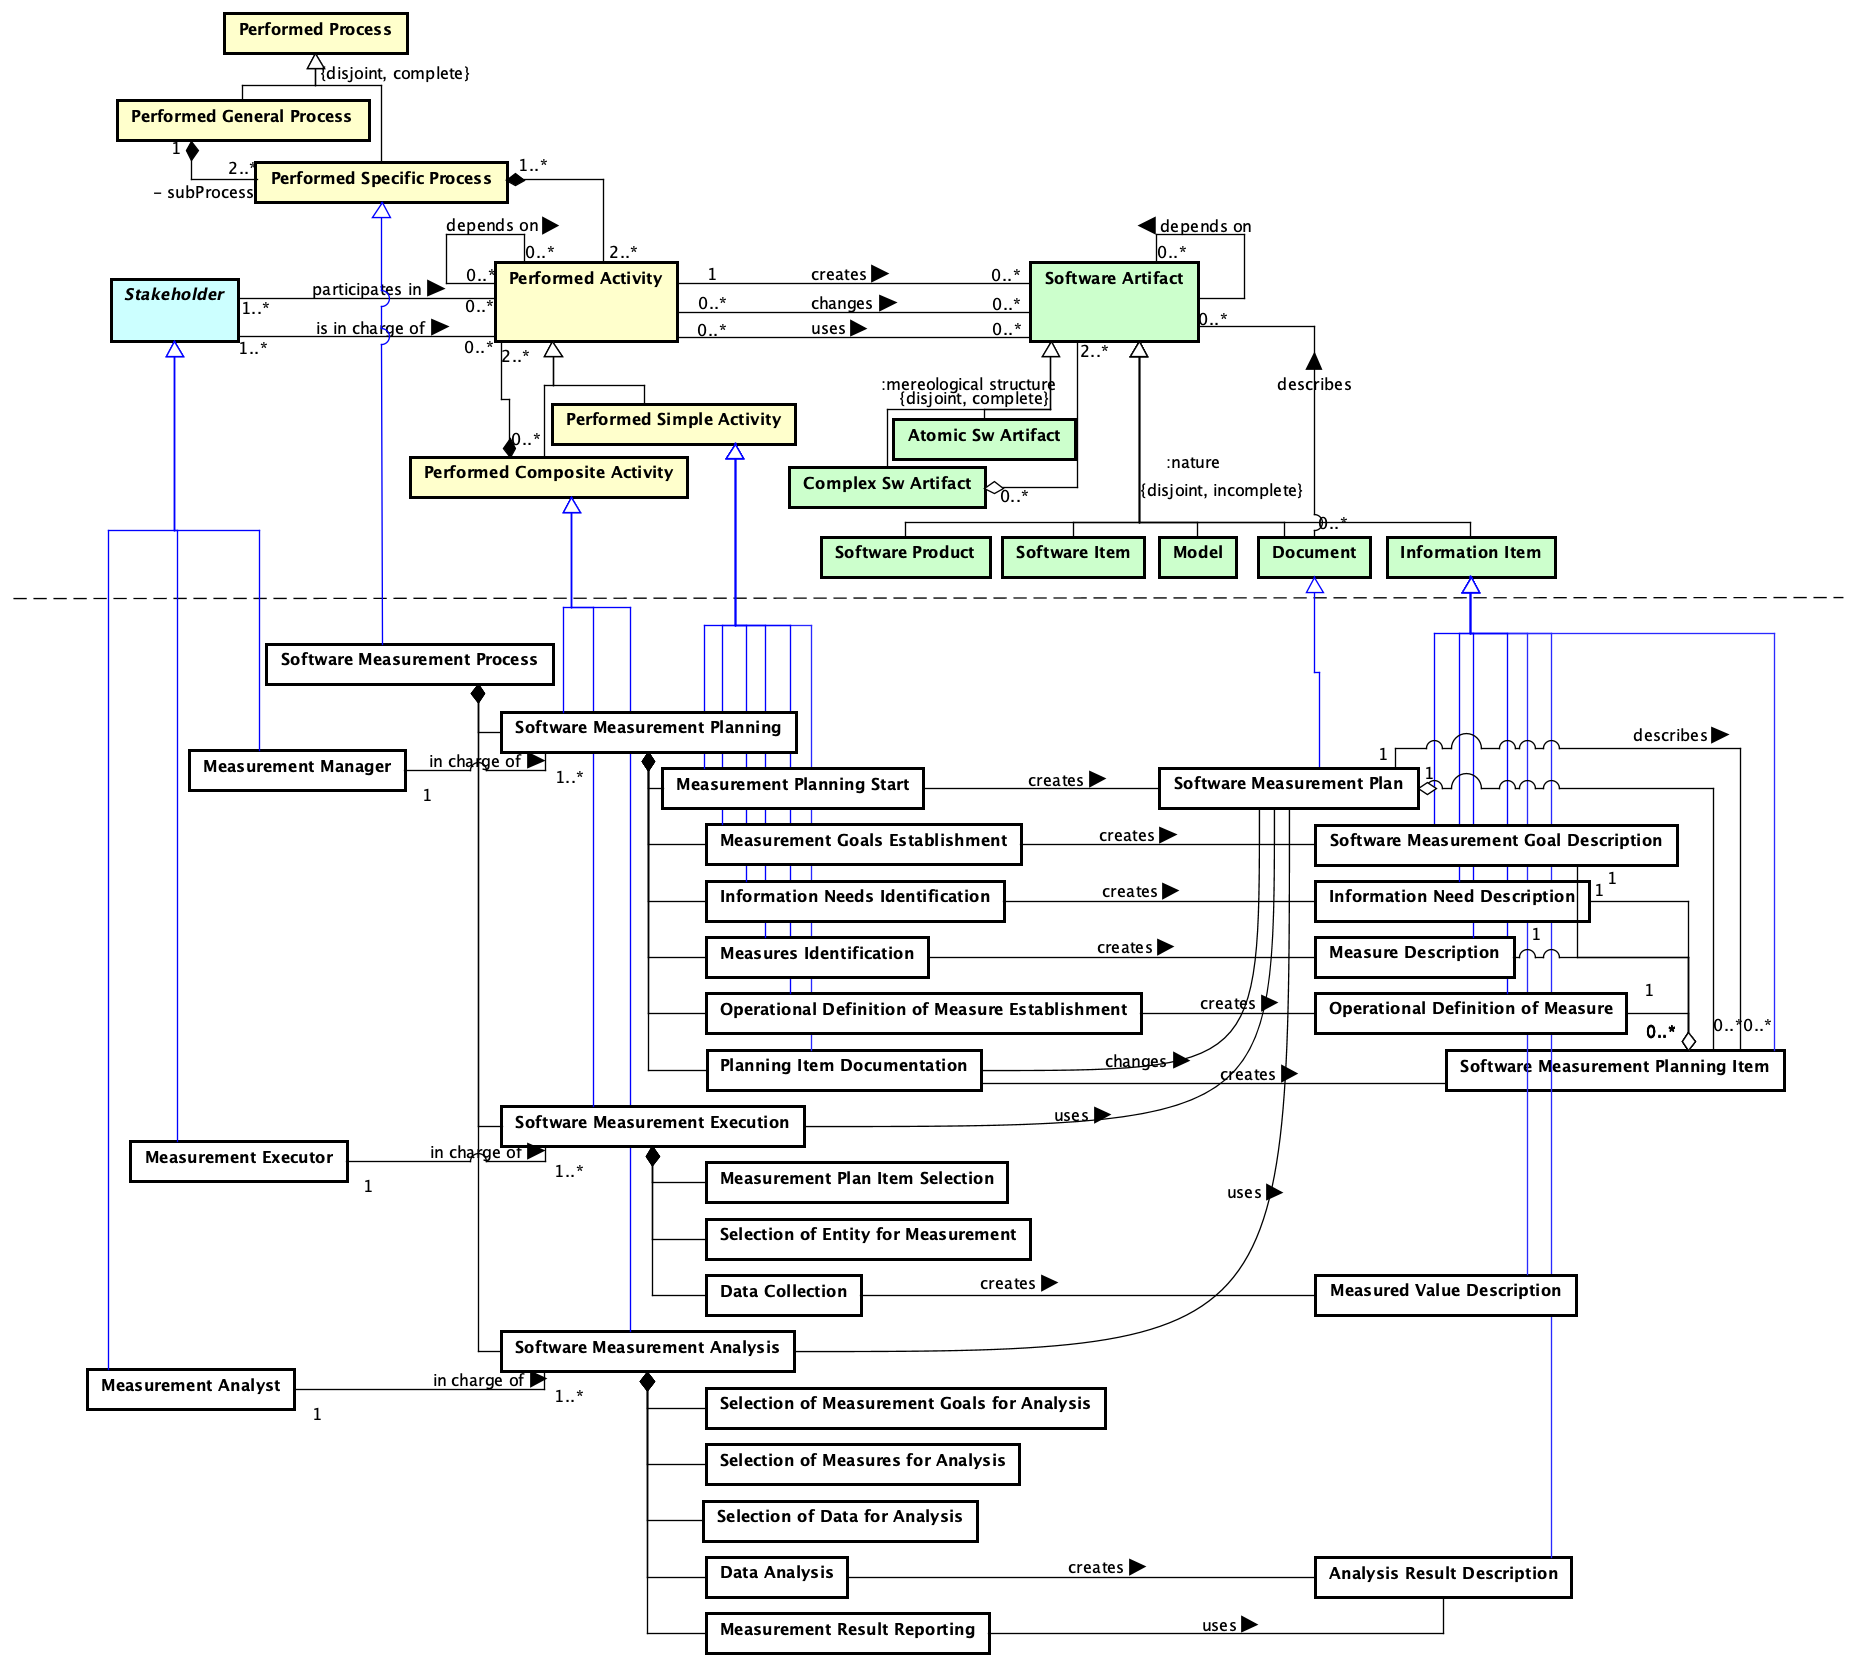 Performed Process
{disjoint, complete}
Performed General Process
1
2..*
– subProcess
Performed Specific Process
1..*
depends on
0..*
2..*
0..*
depends on
0..*
Stakeholder
participates in
1..*
0..*
is in charge of
1..*
0..*
Performed Activity
1
creates
0..*
0..*
changes
0..*
0..*
uses
0..*
Software Artifact
0..*
2..*
2..*
describes
:mereological structure
{disjoint, complete}
Performed Simple Activity
0..*
Atomic Sw Artifact
Performed Composite Activity
Complex Sw Artifact
0..*
:nature
{disjoint, incomplete}
0..*
Software Product
Software Item
Model
Document
Information Item
Software Measurement Process
Software Measurement Planning
describes
1
Measurement Manager
in charge of
1
1..*
Measurement Planning Start
creates
Software Measurement Plan
1
Measurement Goals Establishment
creates
Software Measurement Goal Description
1
Information Needs Identification
creates
Information Need Description
1
Measures Identification
creates
Measure Description
1
Operational Definition of Measure Establishment
creates
Operational Definition of Measure
1
0..*
0..*
0..*
Planning Item Documentation
changes
creates
Software Measurement Planning Item
Software Measurement Execution
uses
Measurement Executor
in charge of
1
1..*
Measurement Plan Item Selection
uses
Selection of Entity for Measurement
Data Collection
creates
Measured Value Description
Software Measurement Analysis
Measurement Analyst
in charge of
1
1..*
Selection of Measurement Goals for Analysis
Selection of Measures for Analysis
Selection of Data for Analysis
Data Analysis
creates
Analysis Result Description
Measurement Result Reporting
uses